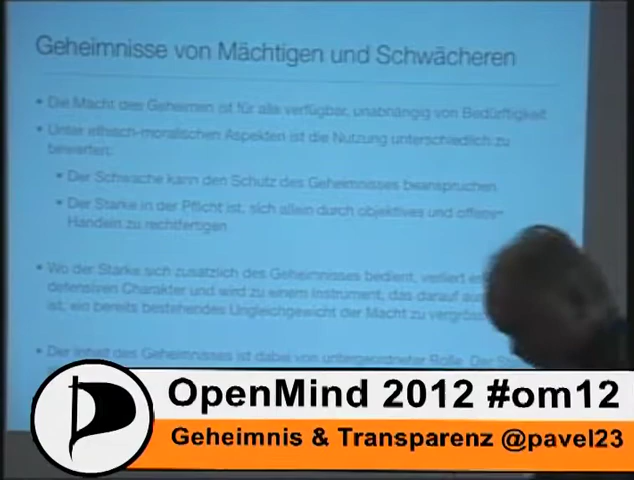 Geheimnisse von Mächtigen und Schwächeren
• Die Macht des Geheimen ist für alle verfügbar, unabhängig von Bedürftigkeit
• Unter ethisch-moralischen Aspekten ist die Nutzung unterschiedlich zu
bewerten:
• Der Schwache kann den Schutz des Geheimnisses beanspruchen
• Der Starke in der Pflicht ist, sich allein durch objektives und
Handeln zu rechtfertigen
• Wo der Starke sich zusätzlich des Geheimnisses bedient, verliert
defensiven Charakter und wird zu einem Instrument, das darauf
ist, ein bereits bestehendes Ungleichgewicht der Macht zu
• Der Inhalt des Geheimnisses ist dabei von untergeordneter Rolle. Der
OpenMind 2012 #om12
Geheimnis & Transparenz @pavel23